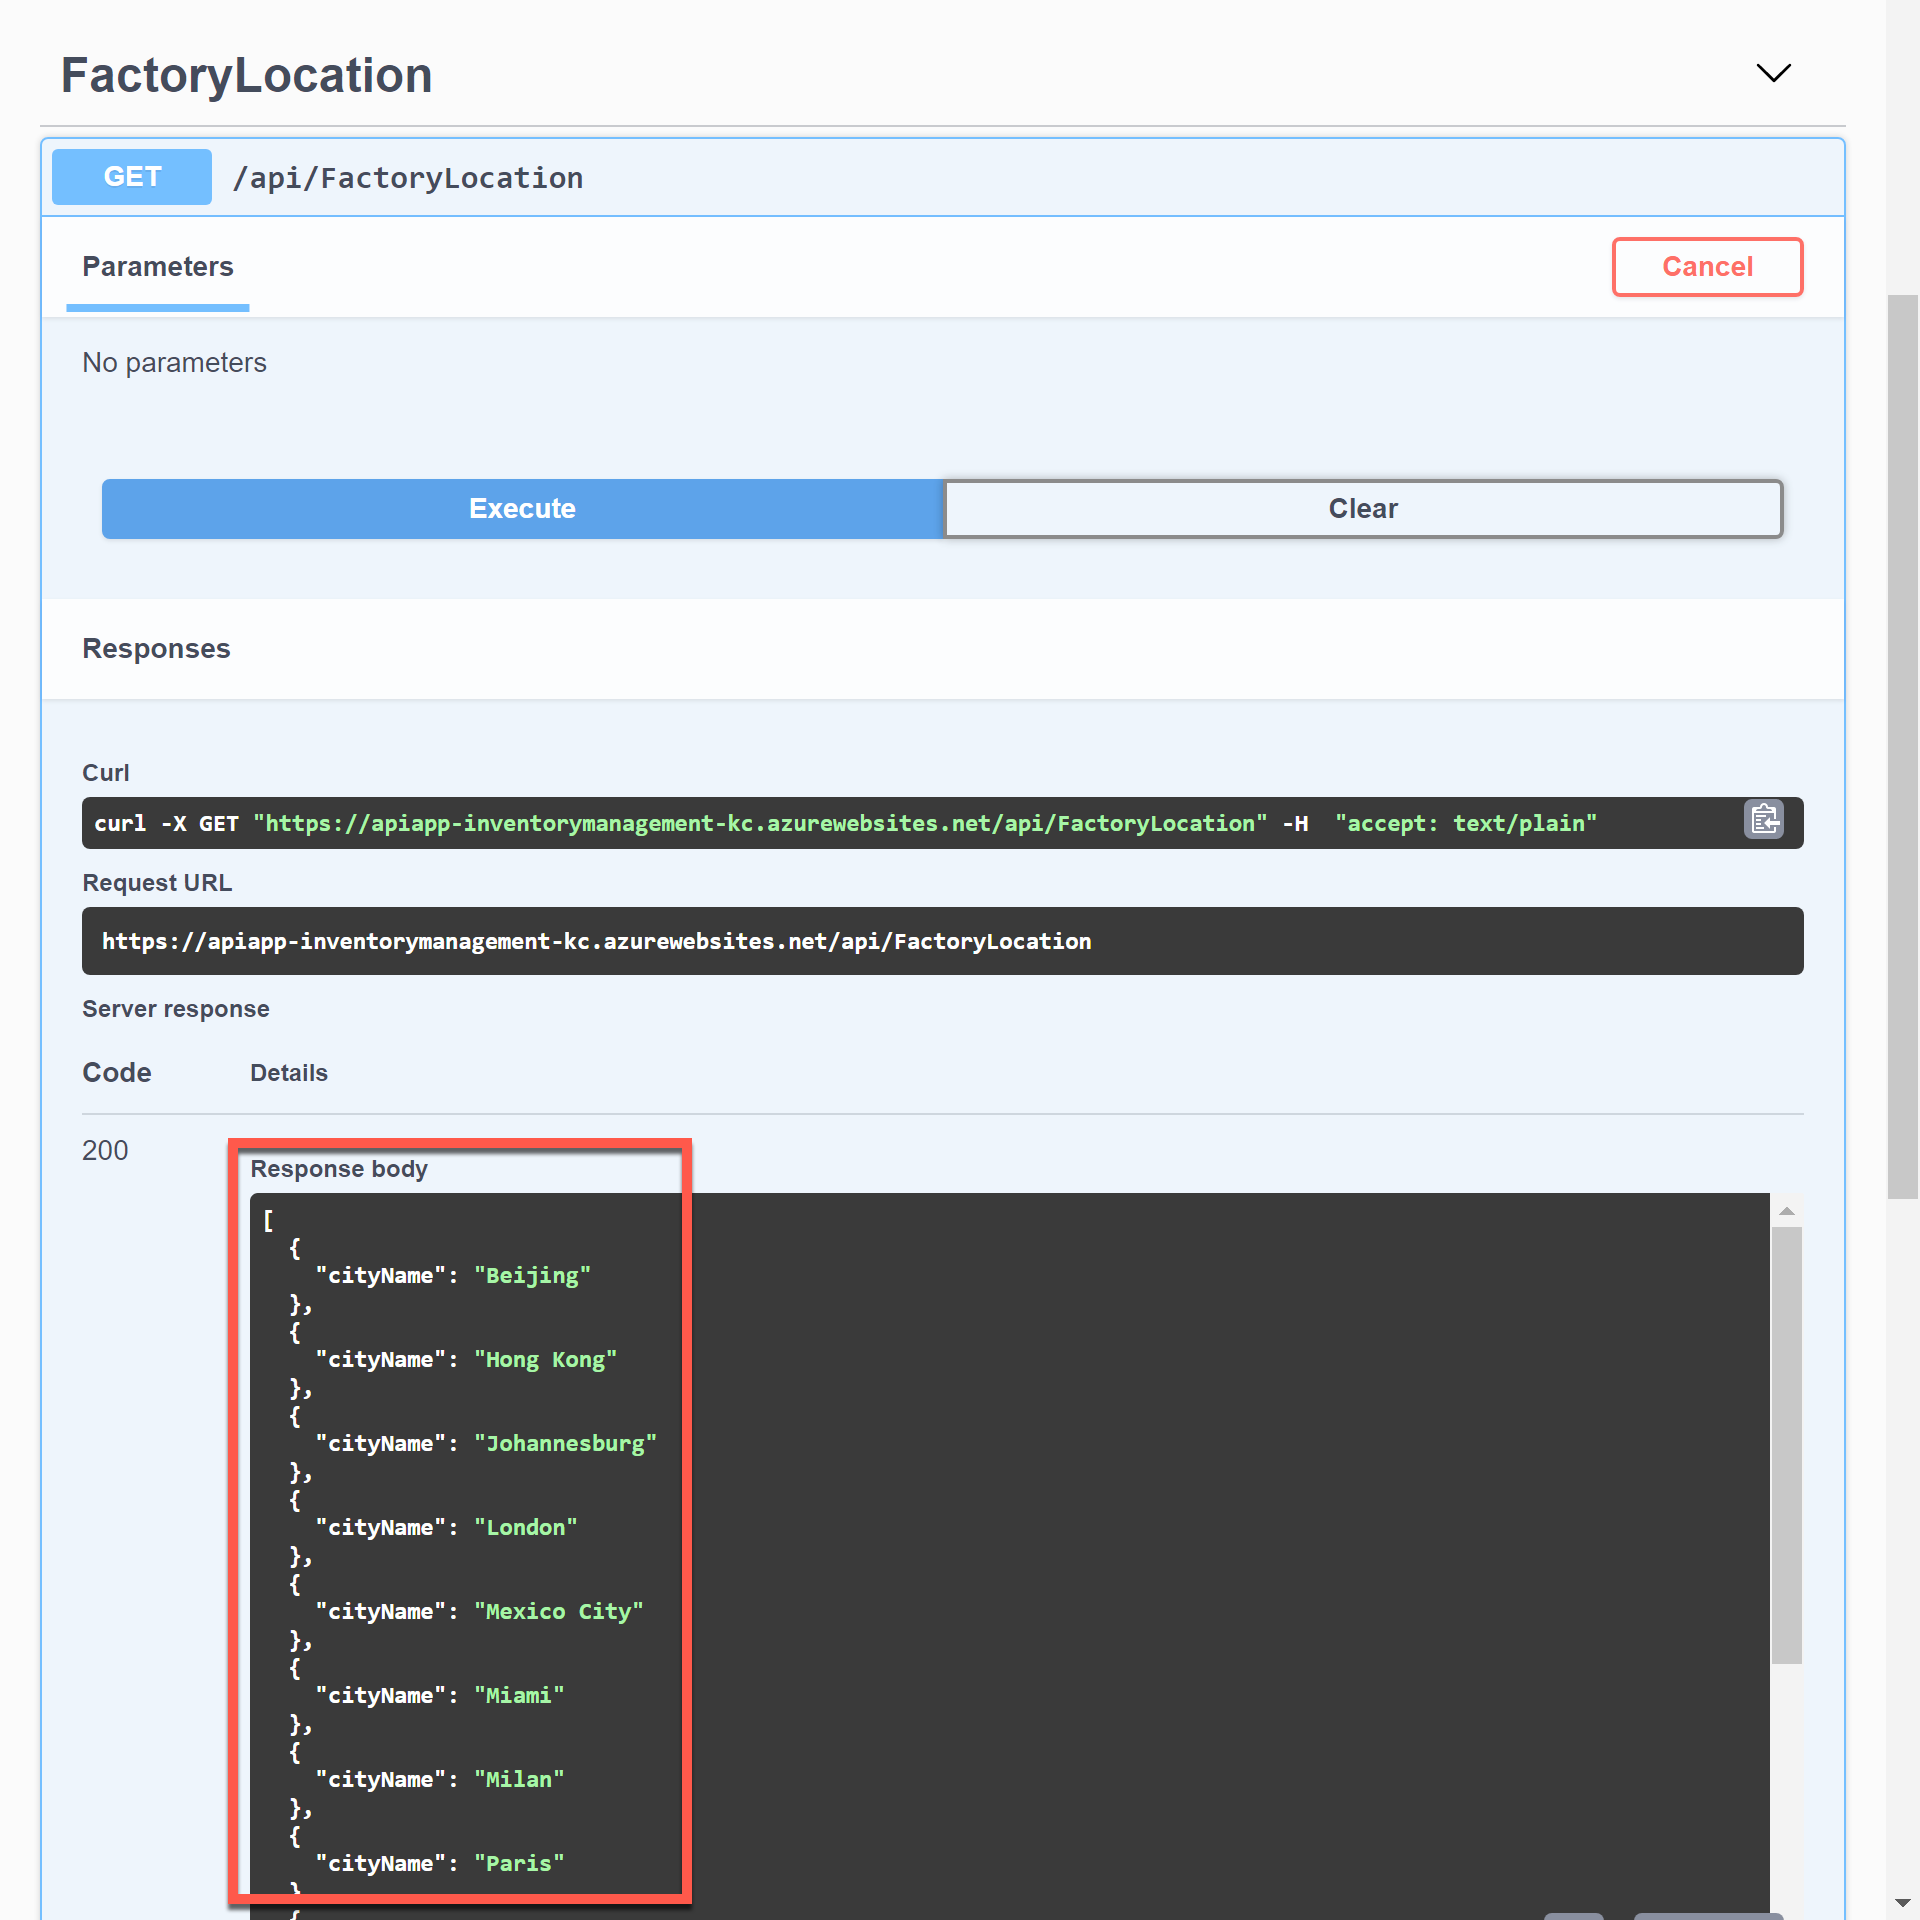 FactoryLocation
GET /api/FactoryLocation
Parameters
Cancel
No parameters
Execute
Clear
Responses
Curl
curl -X GET "https://apiapp-inventorymanagement-kc.azurewebsites.net/api/FactoryLocation" -H  "accept: text/plain"
Request URL
https://apiapp-inventorymanagement-kc.azurewebsites.net/api/FactoryLocation
Server response
Code Details
200
Response body
[
  {
    "cityName": "Beijing"
  },
  {
    "cityName": "Hong Kong"
  },
  {
    "cityName": "Johannesburg"
  },
  {
    "cityName": "London"
  },
  {
    "cityName": "Mexico City"
  },
  {
    "cityName": "Miami"
  },
  {
    "cityName": "Milan"
  },
  {
    "cityName": "Paris"
  }
  {